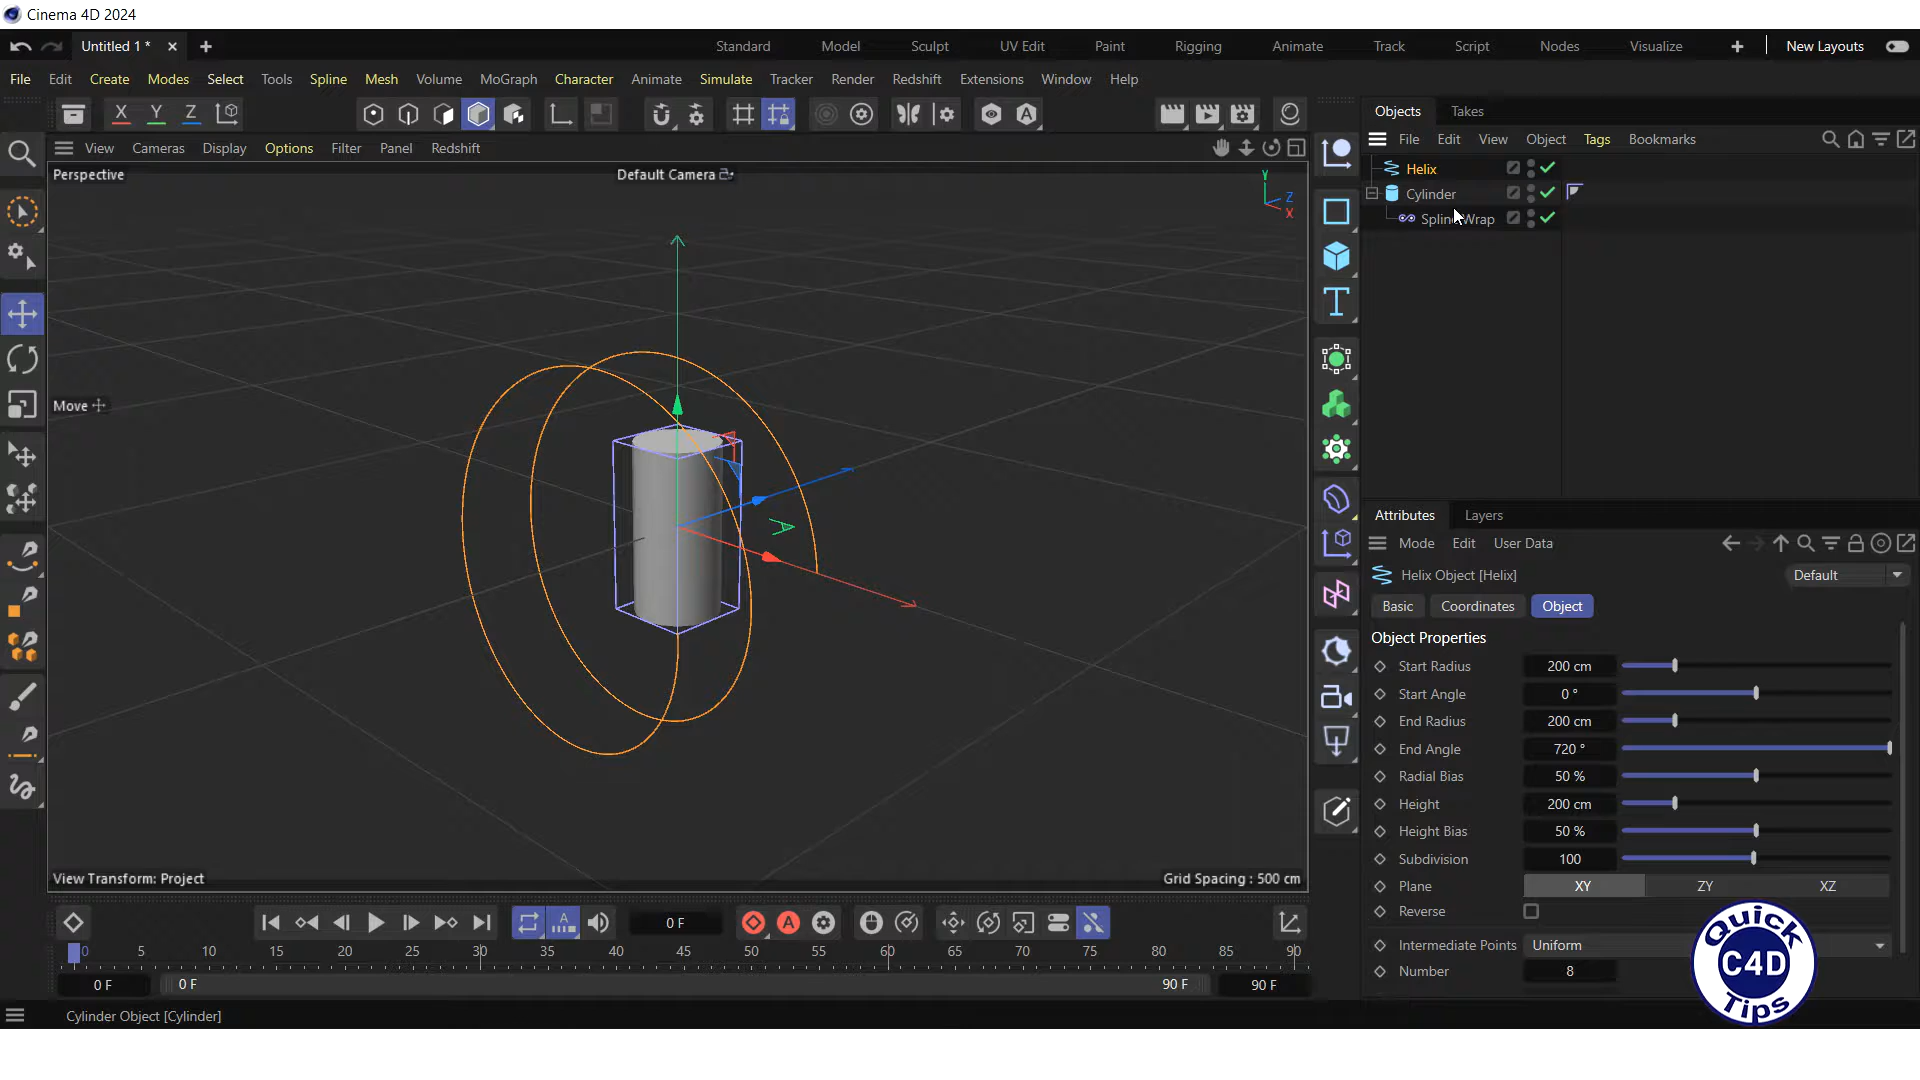 Cinema 4D 2024
Untitled 1 *
Standard Model Sculpt UV Edit Paint Rigging Animate Track Script Nodes Visualize New Layouts
File Edit Create Modes Select Tools Spline Mesh Volume MoGraph Character Animate Simulate Tracker Render Redshift Extensions Window Help
X Y Z
Objects Takes
File Edit View Object Tags Bookmarks
View Cameras Display Options Filter Panel Redshift
Perspective
Default Camera
Y
Z
X
Helix
Cylinder
Spline Wrap
Move
View Transform: Project
Grid Spacing : 500 cm
Attributes Layers
Mode Edit User Data
Helix Object [Helix]
Default
Basic Coordinates Object
Object Properties
Start Radius 200 cm
Start Angle 0 °
End Radius 200 cm
End Angle 720 °
Radial Bias 50 %
Height 200 cm
Height Bias 50 %
Subdivision 100
Plane XY ZY XZ
Reverse
Intermediate Points Uniform
Number 8
0 F
0 5 10 15 20 25 30 35 40 45 50 55 60 65 70 75 80 85 90
0 F 0 F 90 F 90 F
Cylinder Object [Cylinder]
Quick
C4D
Tips